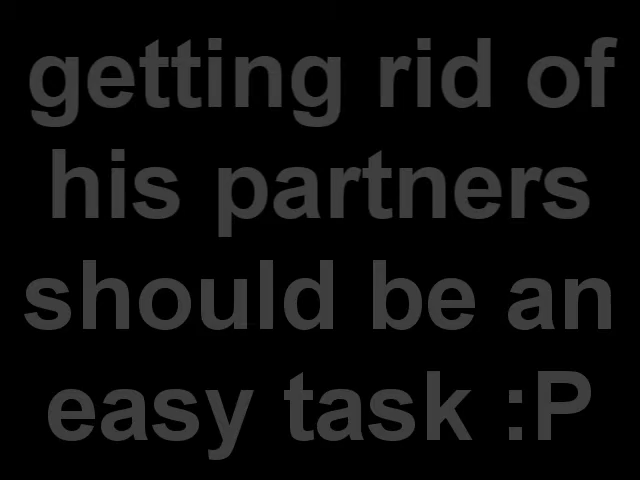 getting rid of
his partners
should be an
easy task :P